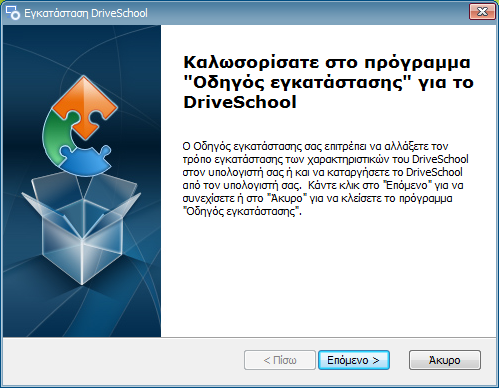 Εγκατάσταση DriveSchool
Καλωσορίσατε στο πρόγραμμα
"Οδηγός εγκατάστασης" για το
DriveSchool
Ο Οδηγός εγκατάστασης σας επιτρέπει να αλλάξετε τον
τρόπο εγκατάστασης των χαρακτηριστικών του DriveSchool
στον υπολογιστή σας ή και να καταργήσετε το DriveSchool
από τον υπολογιστή σας. Κάντε κλικ στο "Επόμενο" για να
συνεχίσετε ή στο "Άκυρο" για να κλείσετε το πρόγραμμα
"Οδηγός εγκατάστασης".
< Πίσω
Επόμενο >
Άκυρο